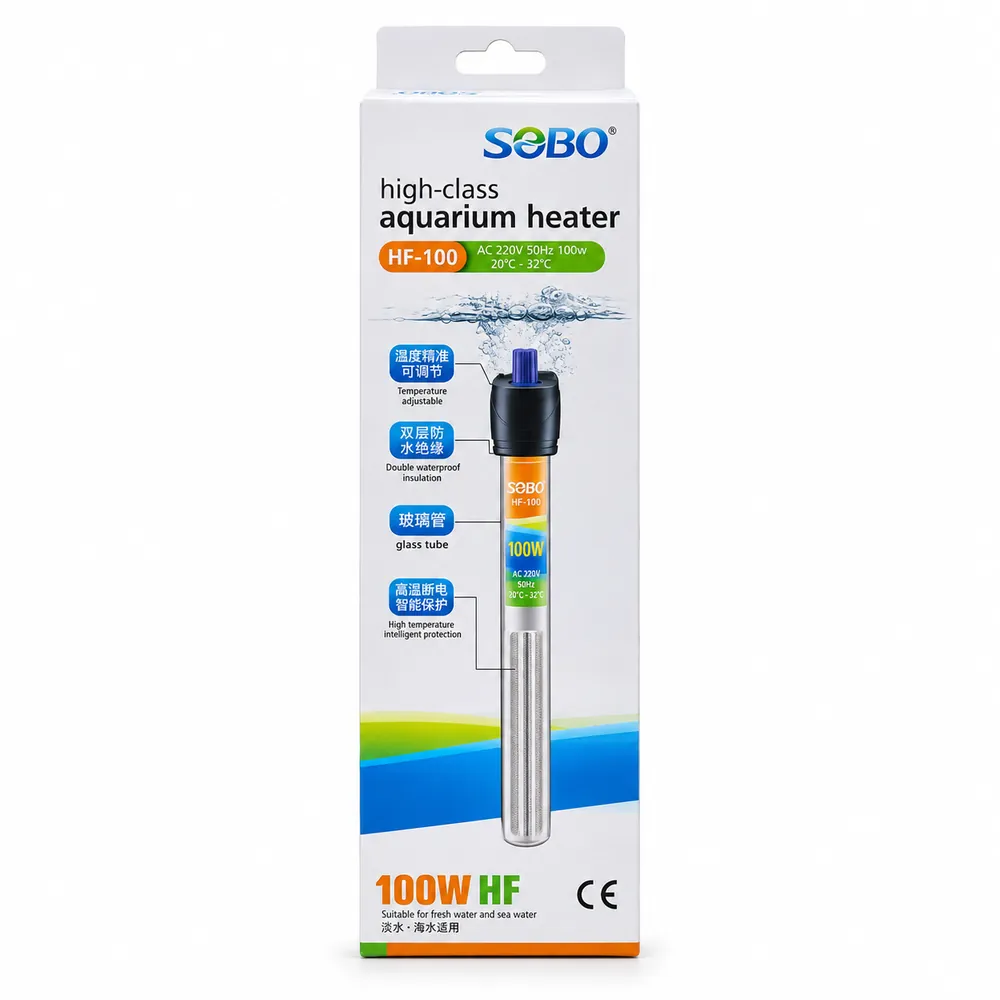 SOBO®
high-class
aquarium heater
HF-100
AC 220V 50Hz 100w
20°C - 32°C
温度精准
可调节
Temperature
adjustable
双层防
水绝缘
Double waterproof
insulation
玻璃管
glass tube
高温断电
智能保护
High temperature
intelligent protection
SOBO
HF-100
100W
AC 220V
50Hz
20°C - 32°C
100W HF
Suitable for fresh water and sea water
淡水 · 海水适用
CE